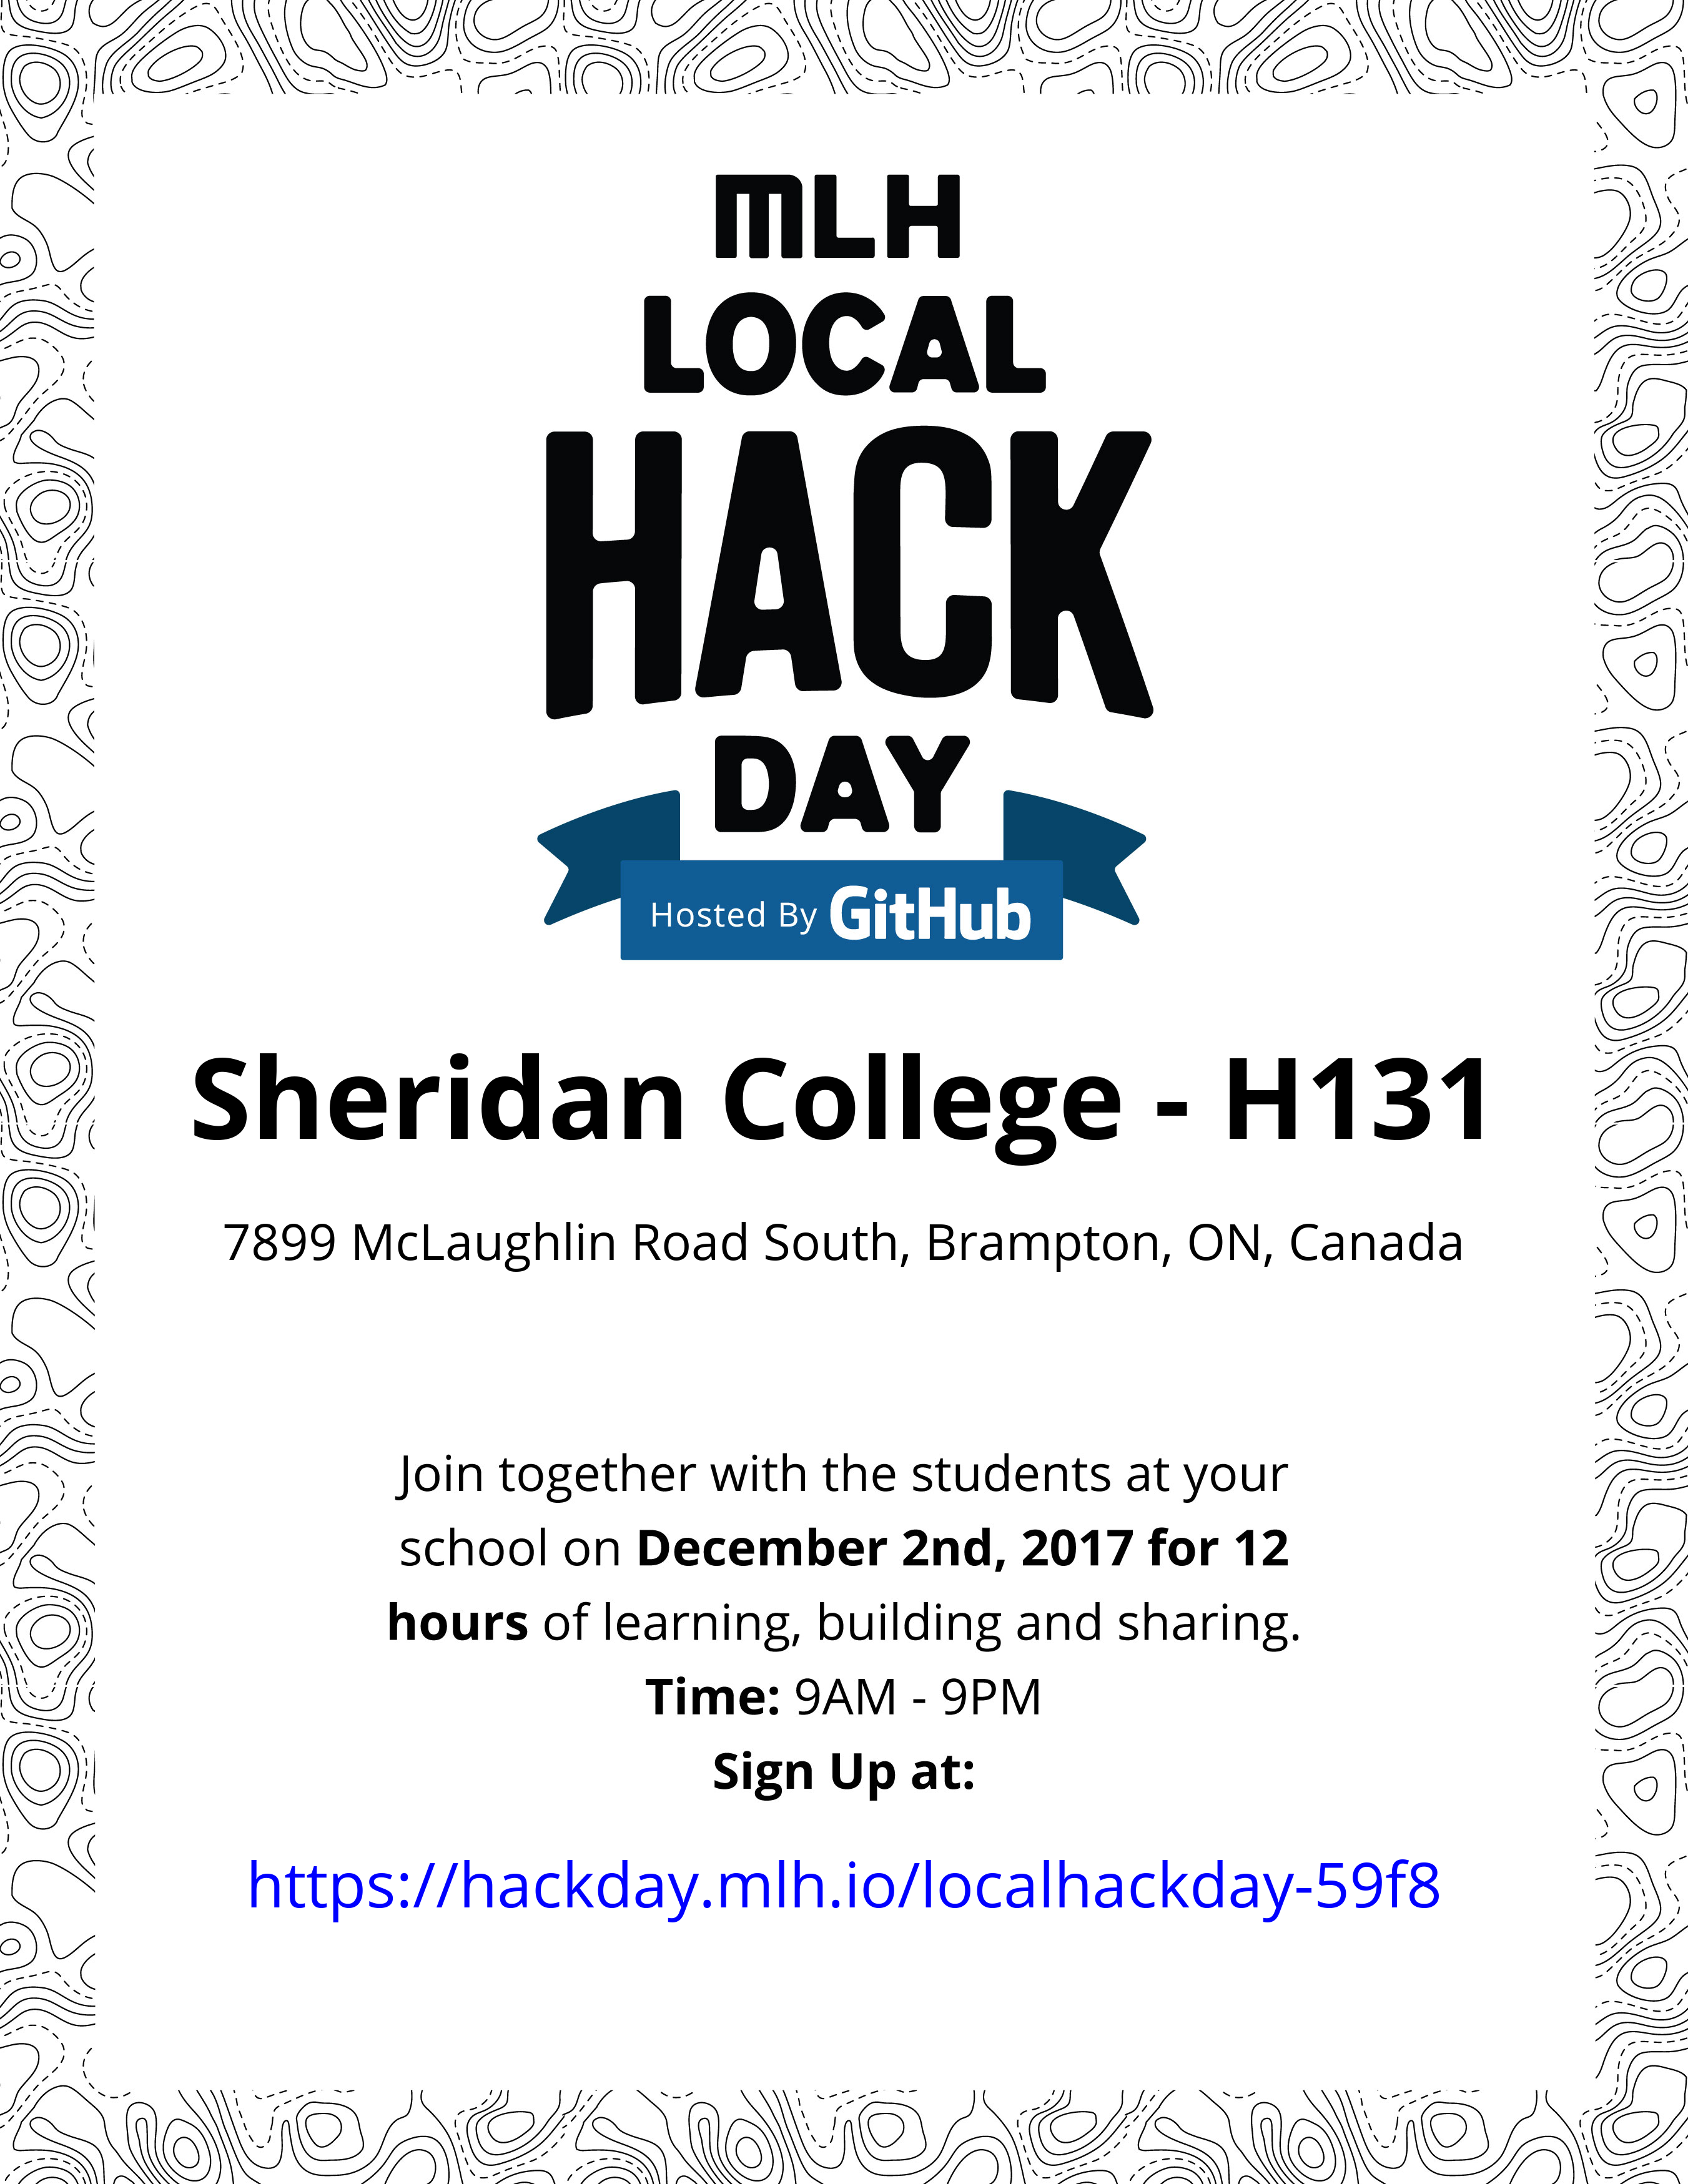 MLH
LOCAL
HACK
DAY
Hosted By GitHub
Sheridan College - H131
7899 McLaughlin Road South, Brampton, ON, Canada
Join together with the students at your
school on December 2nd, 2017 for 12
hours of learning, building and sharing.
Time: 9AM - 9PM
Sign Up at:
https://hackday.mlh.io/localhackday-59f8